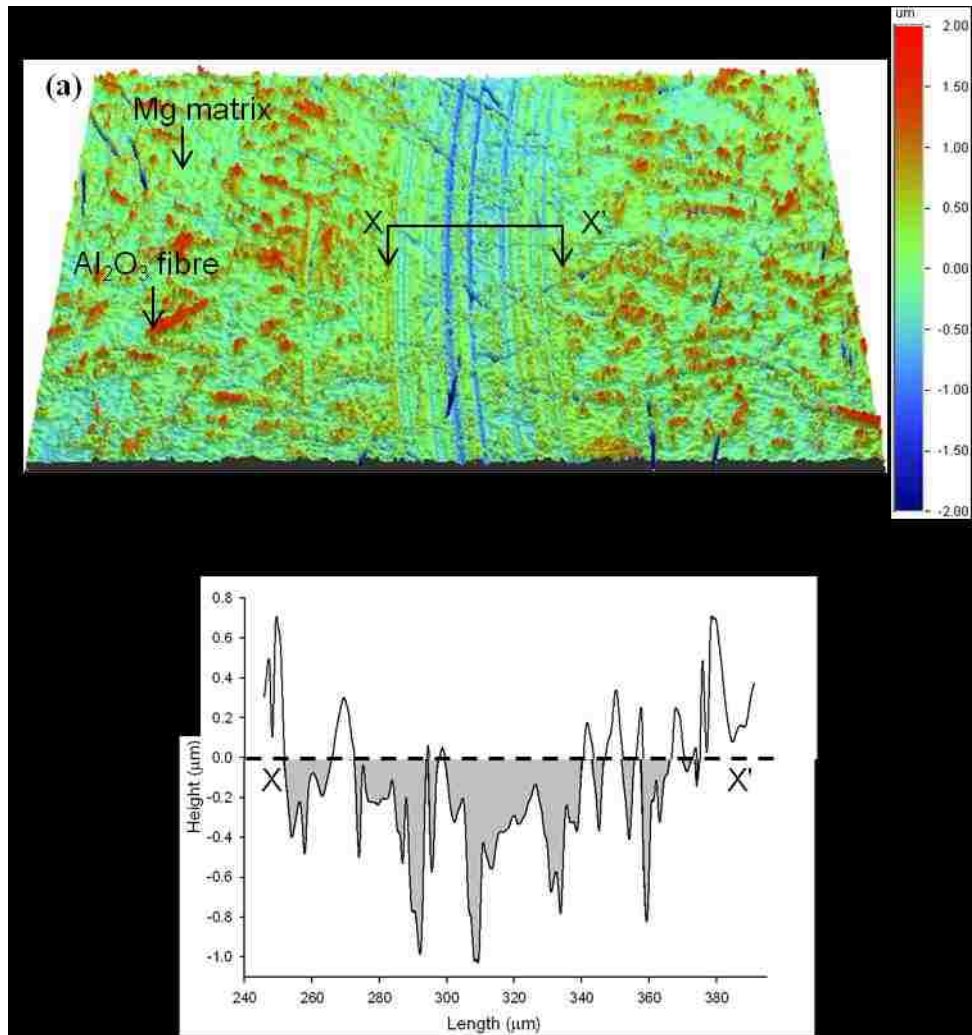 um
(a)
Mg matrix
Al₂O₃ fibre
X X'
2.00
1.50
1.00
0.50
0.00
-0.50
-1.00
-1.50
-2.00
0.8
0.6
0.4
0.2
0.0
-0.2
-0.4
-0.6
-0.8
-1.0
Height (μm)
X X'
240 260 280 300 320 340 360 380
Length (μm)